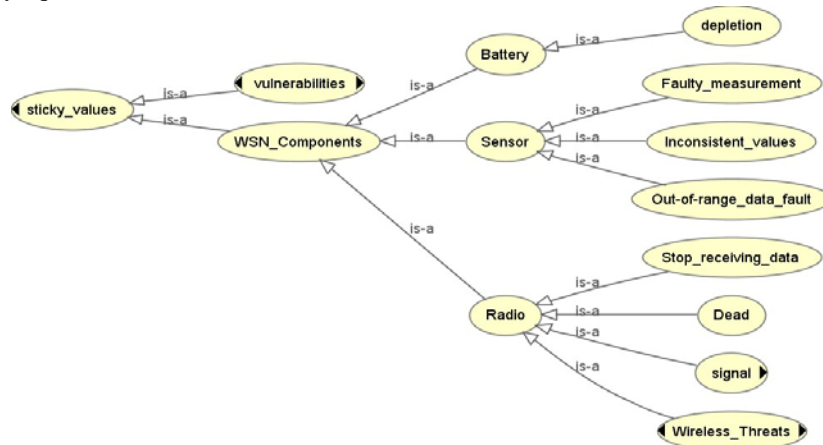 depletion
is-a
Battery
Faulty_measurement
is-a
vulnerabilities
is-a
is-a
sticky_values
is-a
WSN_Components
is-a
Sensor
is-a
Inconsistent_values
is-a
Out-of-range_data_fault
is-a
Stop_receiving_data
is-a
Radio
is-a
Dead
is-a
signal
is-a
Wireless_Threats